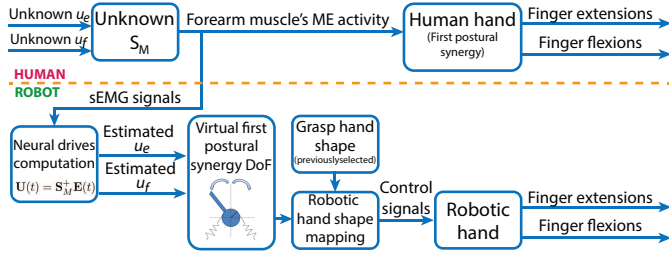 Unknown u_e
Unknown u_f
Unknown
S_M
Forearm muscle's ME activity
Human hand
(First postural
synergy)
Finger extensions
Finger flexions
HUMAN
ROBOT
sEMG signals
Neural drives
computation
U(t) = S_M^+ E(t)
Estimated
u_e
Estimated
u_f
Virtual first
postural
synergy DoF
Grasp hand
shape
(previouslyselected)
Robotic
hand shape
mapping
Control
signals
Robotic
hand
Finger extensions
Finger flexions